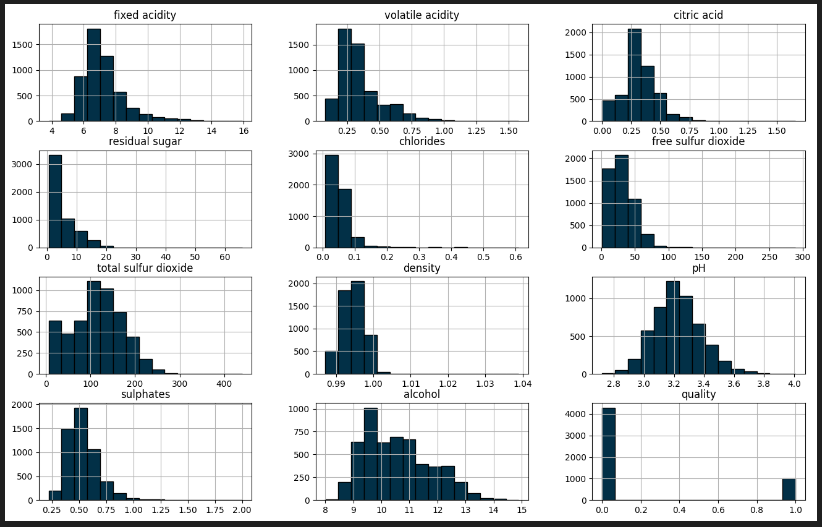 fixed acidity volatile acidity citric acid
1500 1500 2000
1000 1000 1500
500 500 1000
0 0 500
0
4 6 8 10 12 14 16 0.25 0.50 0.75 1.00 1.25 1.50 0.00 0.25 0.50 0.75 1.00 1.25 1.50
residual sugar chlorides free sulfur dioxide
3000 3000 2000
2000 2000 1500
1000 1000 1000
0 0 500
0
0 10 20 30 40 50 60 0.0 0.1 0.2 0.3 0.4 0.5 0.6 0 50 100 150 200 250 300
total sulfur dioxide density pH
1000 2000 1000
750 1500 500
500 1000 0
250 500
0 0
0 100 200 300 400 0.99 1.00 1.01 1.02 1.03 1.04 2.8 3.0 3.2 3.4 3.6 3.8 4.0
sulphates alcohol quality
2000 1000 4000
1500 750 3000
1000 500 2000
500 250 1000
0 0 0
0.25 0.50 0.75 1.00 1.25 1.50 1.75 2.00 8 9 10 11 12 13 14 15 0.0 0.2 0.4 0.6 0.8 1.0